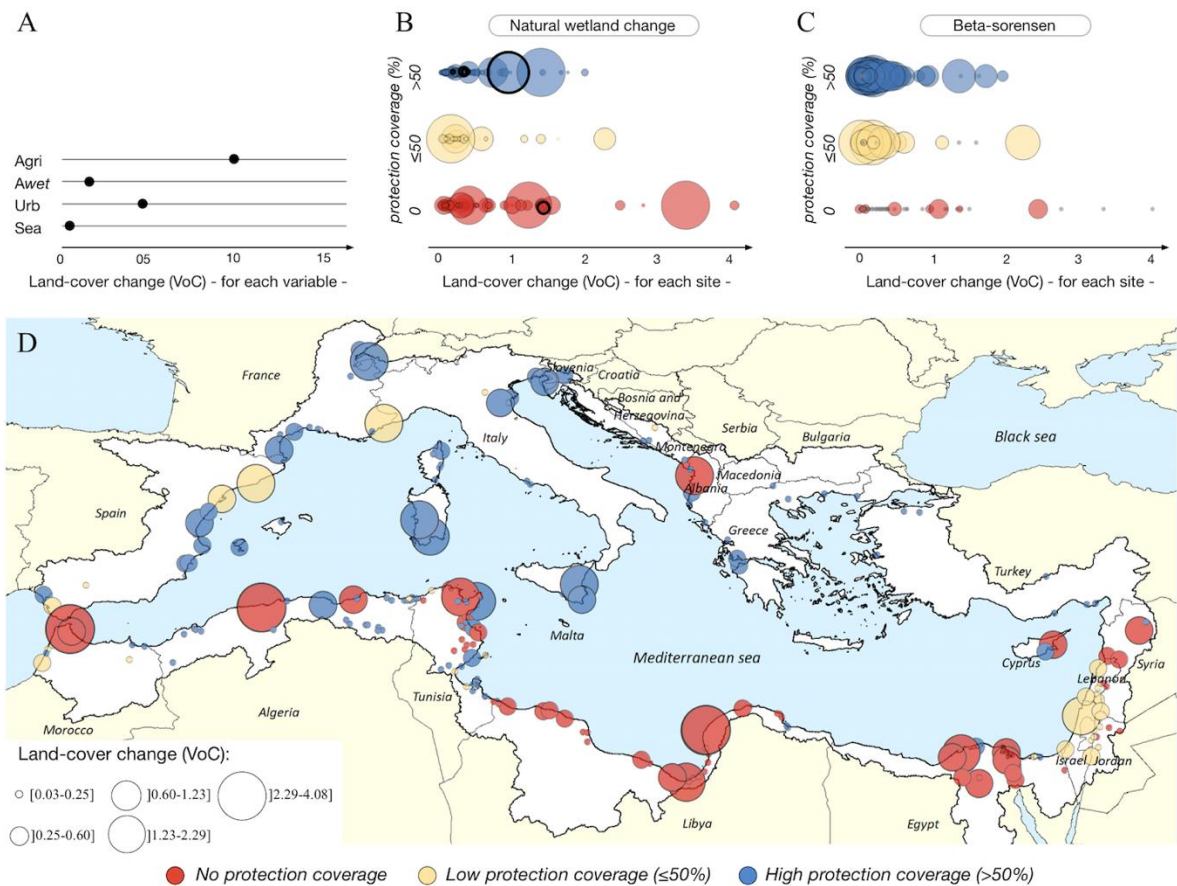 A
Agri
Awet
Urb
Sea
0
05
10
15
Land-cover change (VoC) - for each variable -
B
Natural wetland change
protection coverage (%)
>50
≤50
0
0
1
2
3
4
Land-cover change (VoC) - for each site -
C
Beta-sorensen
protection coverage (%)
>50
≤50
0
0
1
2
3
4
Land-cover change (VoC) - for each site -
D
France
Slovenia
Croatia
Bosnia and
Herzegovina
Serbia
Italy
Montenegro
Bulgaria
Black sea
Macedonia
Albania
Spain
Greece
Turkey
Malta
Mediterranean sea
Cyprus
Syria
Lebanon
Tunisia
Algeria
Morocco
Israel
Jordan
Libya
Egypt
Land-cover change (VoC):
[0.03-0.25]
]0.60-1.23]
]2.29-4.08]
]0.25-0.60]
]1.23-2.29]
No protection coverage
Low protection coverage (≤50%)
High protection coverage (>50%)